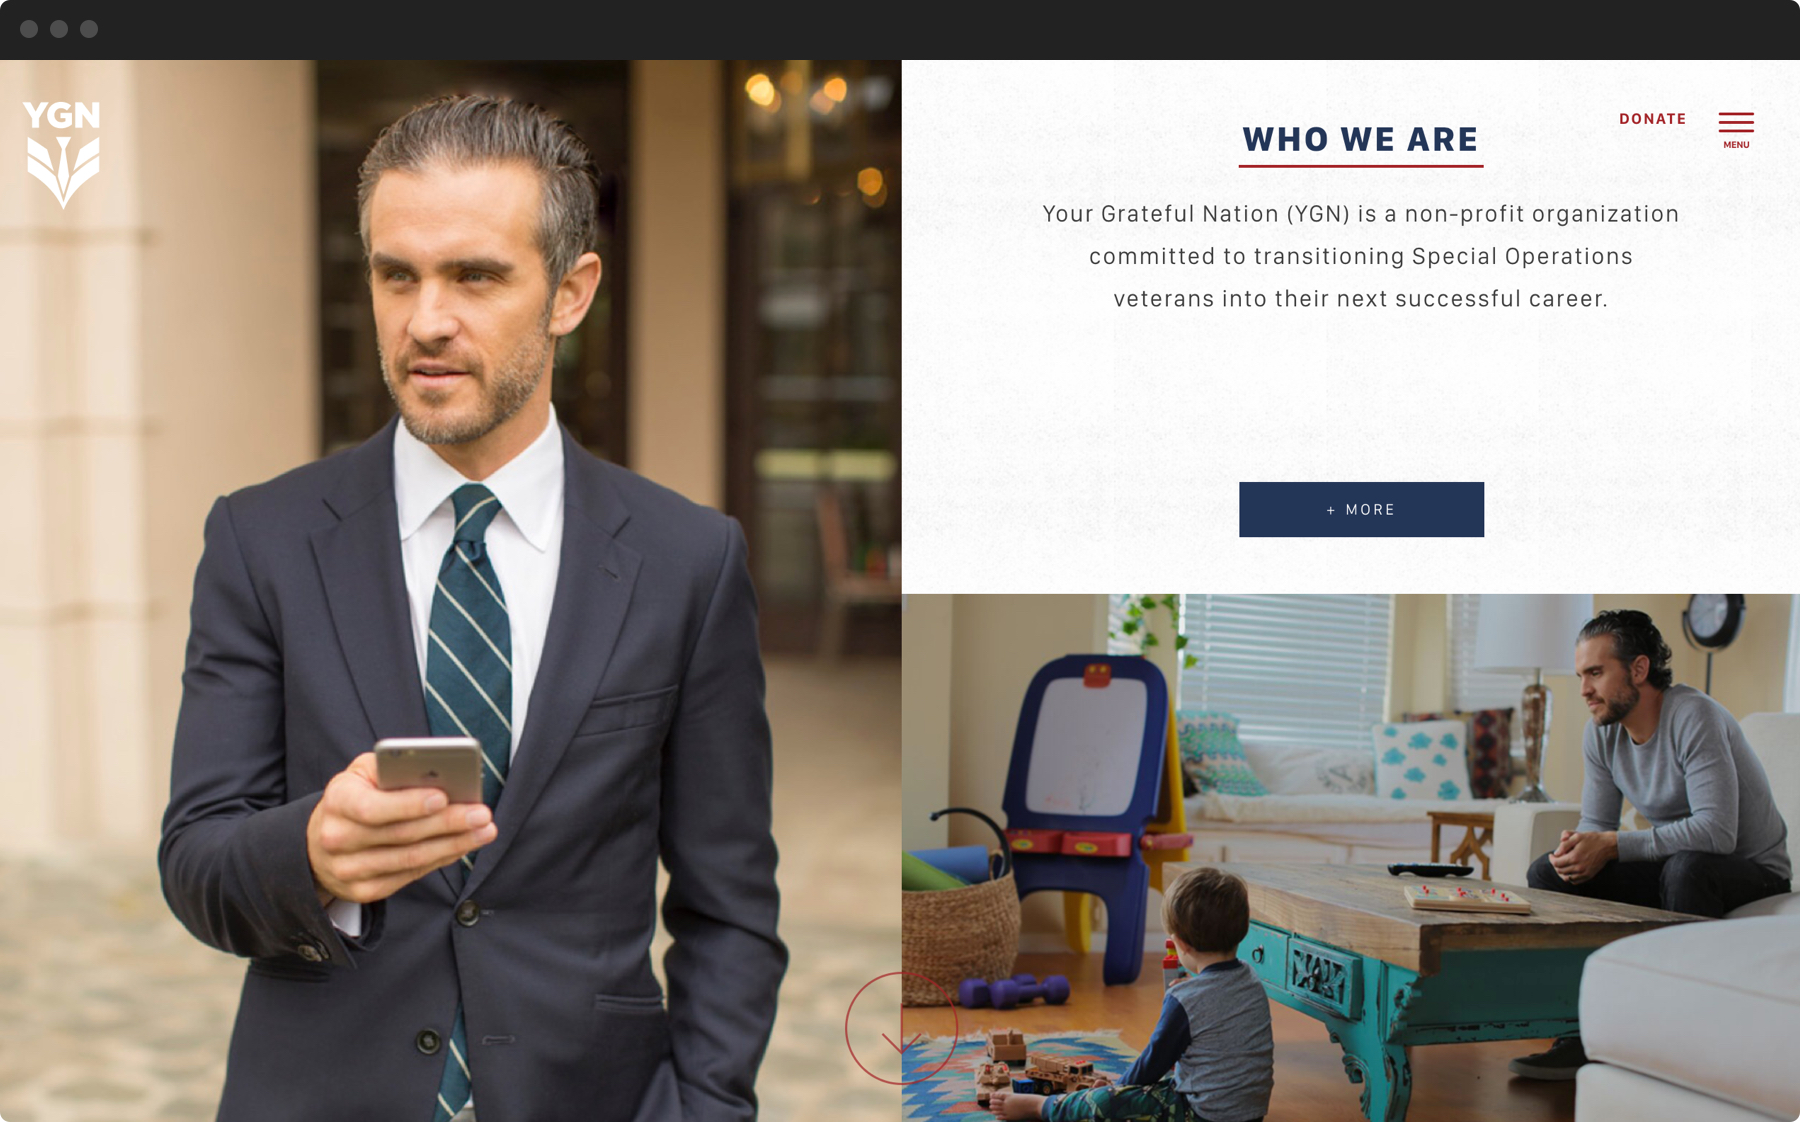 YGN
DONATE
MENU
WHO WE ARE
Your Grateful Nation (YGN) is a non-profit organization
committed to transitioning Special Operations
veterans into their next successful career.
+ MORE